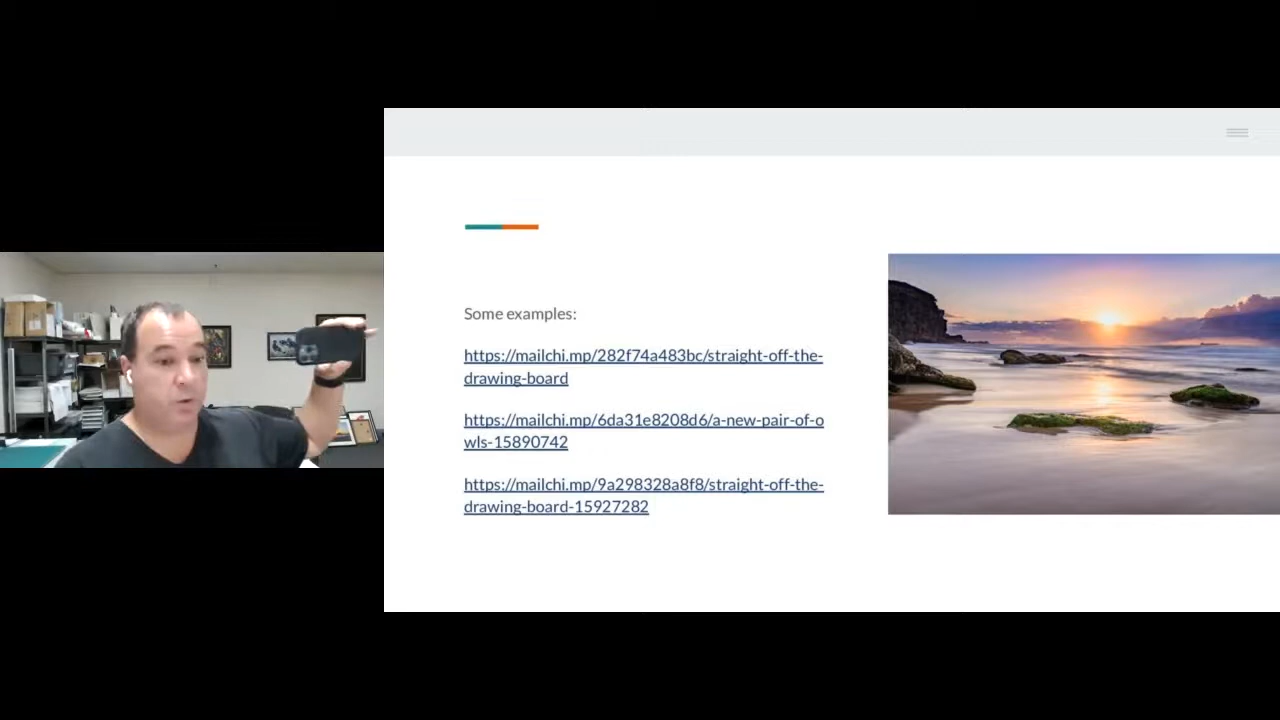 Some examples:
https://mailchi.mp/282f74a483bc/straight-off-the-
drawing-board
https://mailchi.mp/6da31e8208d6/a-new-pair-of-o
wls-15890742
https://mailchi.mp/9a298328a8f8/straight-off-the-
drawing-board-15927282